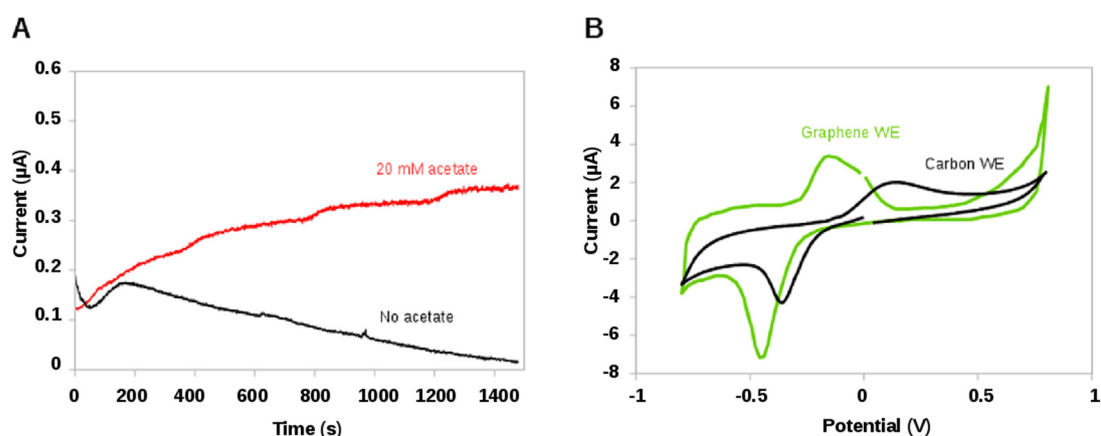 A
B
0.6
0.5
0.4
0.3
0.2
0.1
0
Current (µA)
20 mM acetate
No acetate
0 200 400 600 800 1000 1200 1400
Time (s)
8
6
4
2
0
-2
-4
-6
-8
Current (µA)
Graphene WE
Carbon WE
-1 -0.5 0 0.5 1
Potential (V)